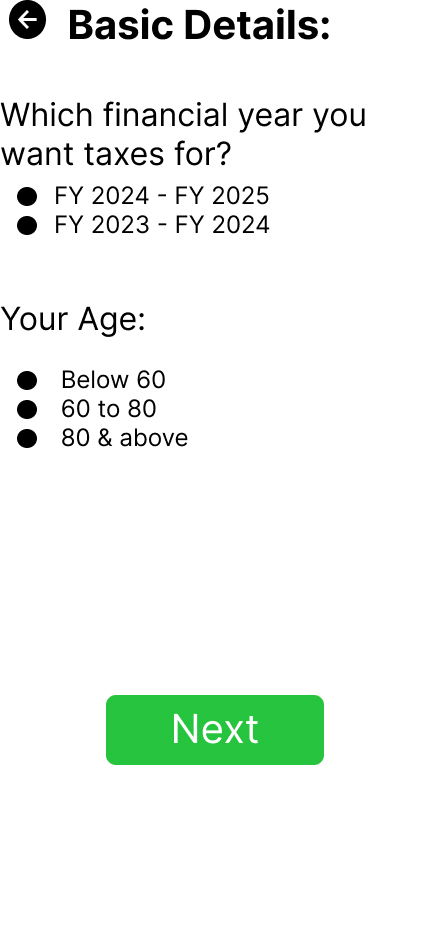 Basic Details:
Which financial year you
want taxes for?
FY 2024 - FY 2025
FY 2023 - FY 2024
Your Age:
Below 60
60 to 80
80 & above
Next